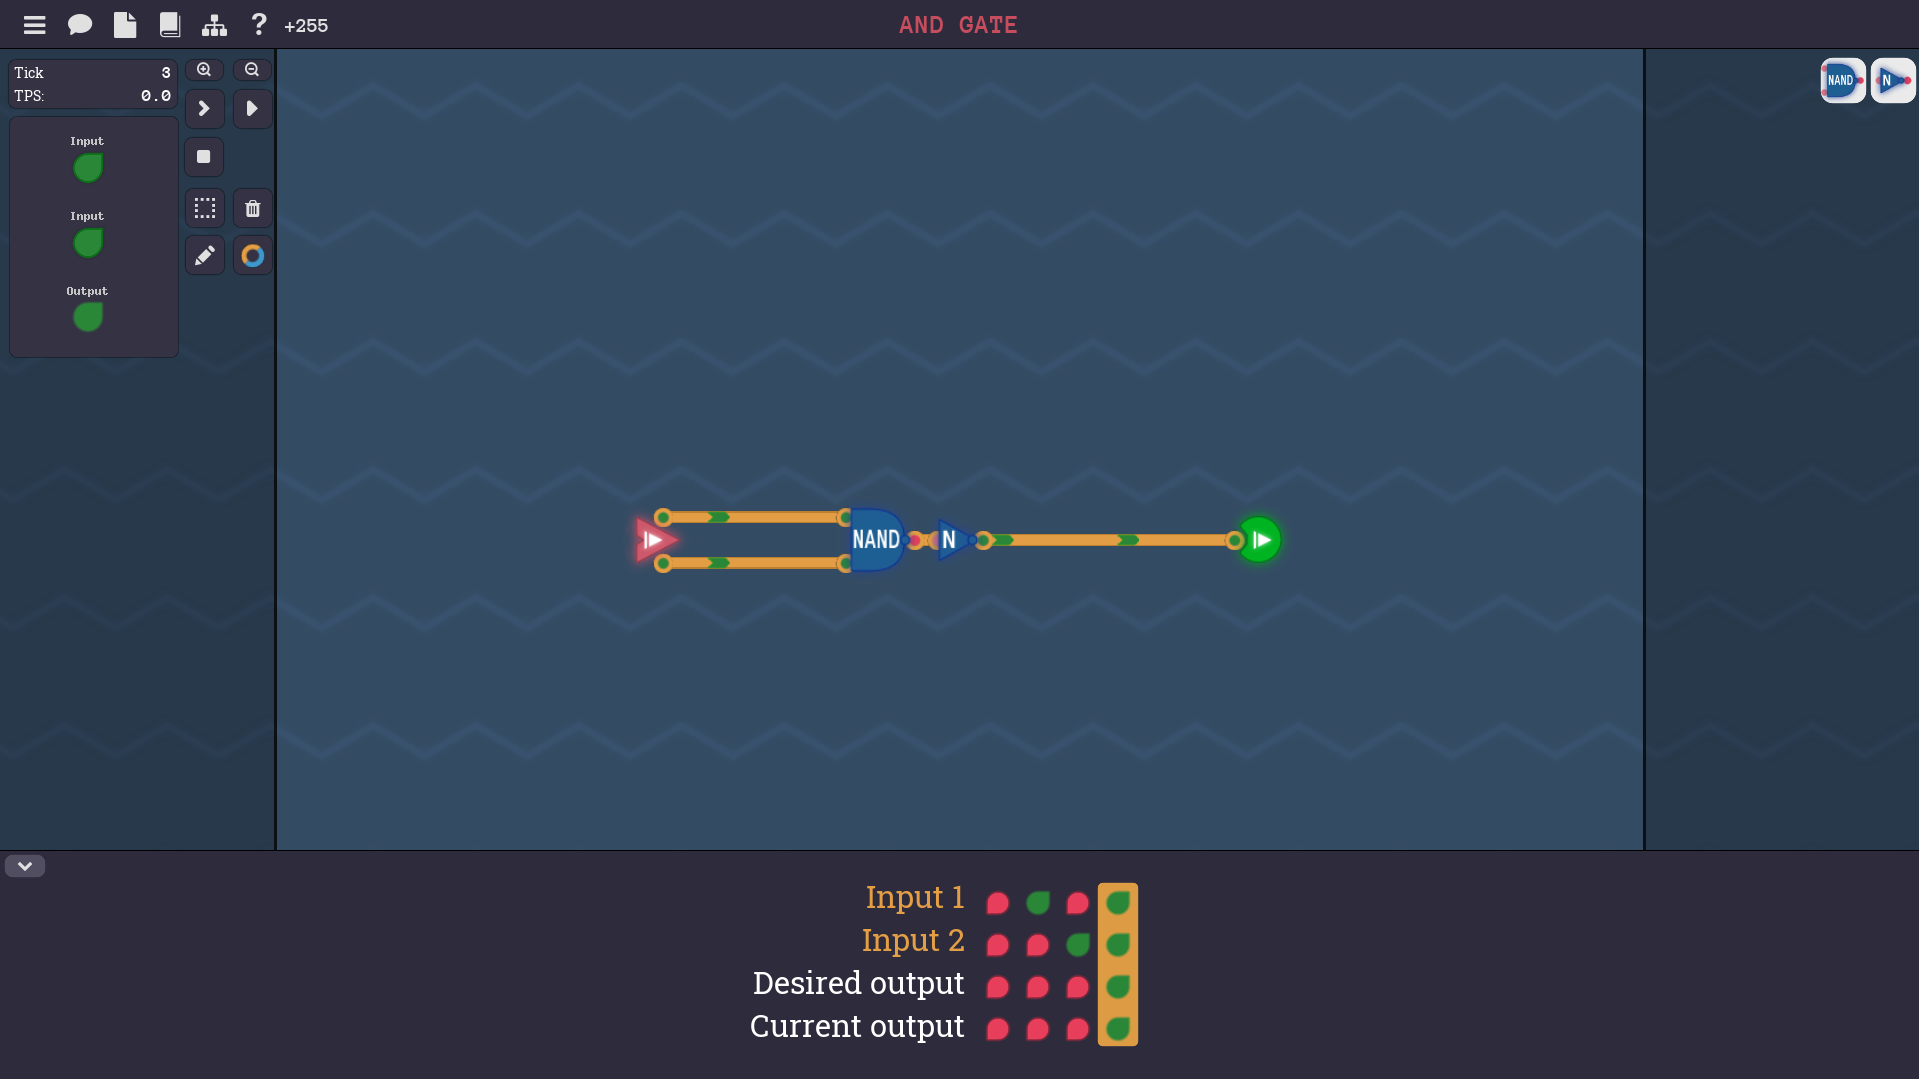 +255
AND GATE
Tick 3
TPS: 0.0
Input
Input
Output
NAND
N
NAND
N
Input 1
Input 2
Desired output
Current output